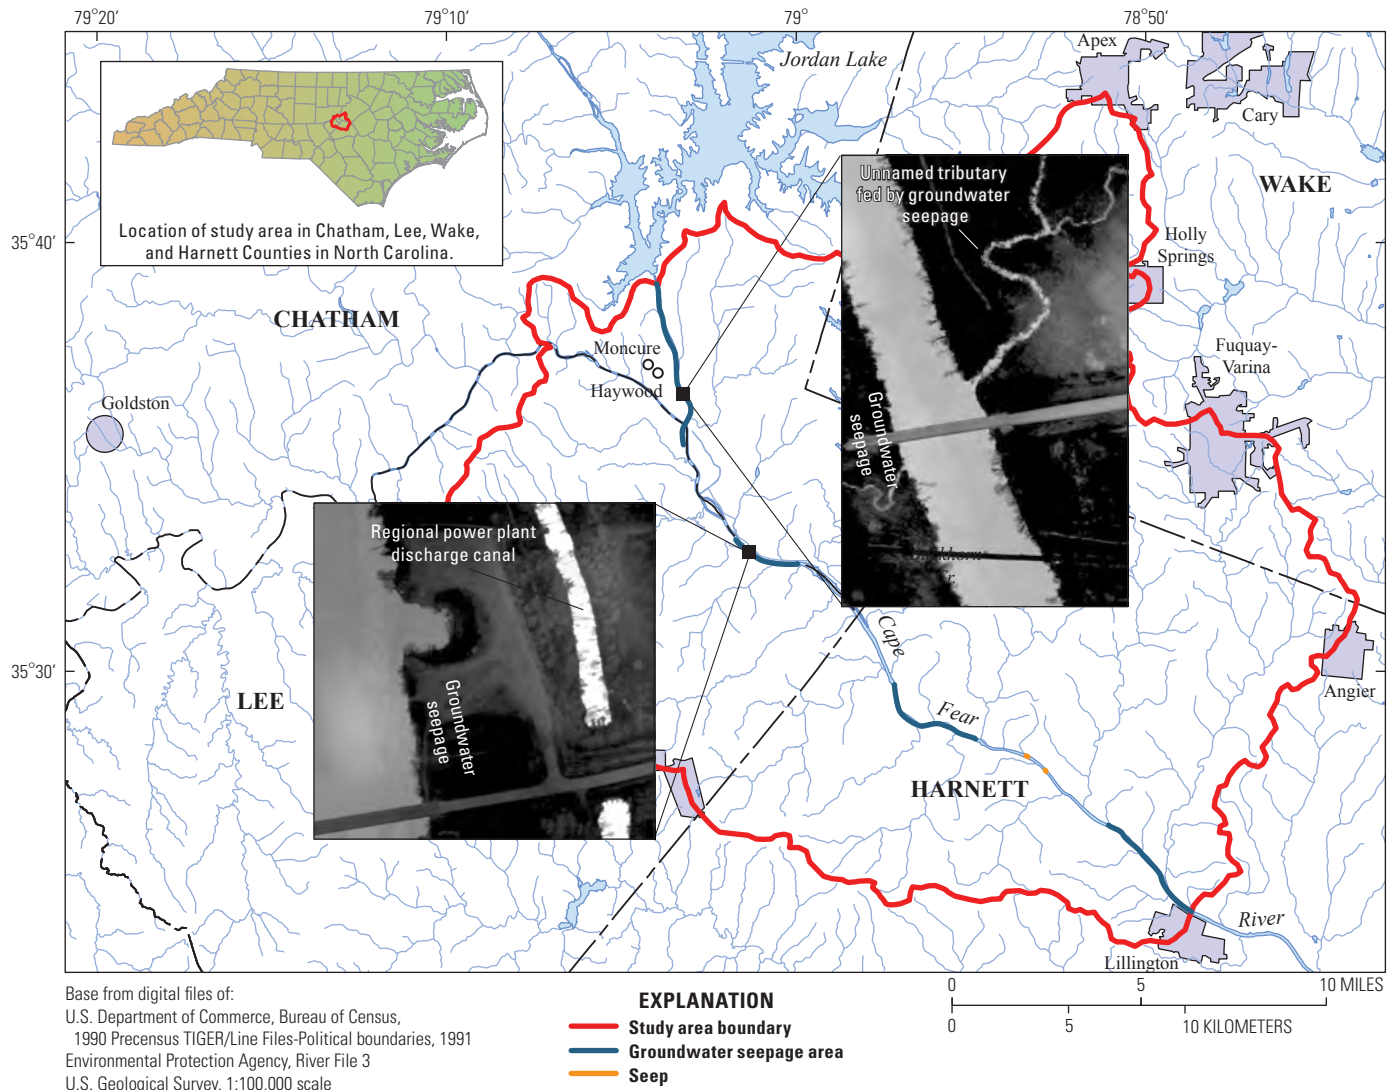 79°20′
79°10′
79°
78°50′
Jordan Lake
Apex
Cary
WAKE
Location of study area in Chatham, Lee, Wake,
and Harnett Counties in North Carolina.
35°40′
Unnamed tributary
fed by groundwater
seepage
Holly
Springs
CHATHAM
Moncure
Haywood
Fuquay-
Varina
Goldston
Groundwater
seepage
Regional power plant
discharge canal
Cape
35°30′
LEE
Groundwater
seepage
Fear
Angier
HARNETT
River
Lillington
Base from digital files of:
U.S. Department of Commerce, Bureau of Census,
1990 Precensus TIGER/Line Files-Political boundaries, 1991
Environmental Protection Agency, River File 3
U.S. Geological Survey, 1:100,000 scale
EXPLANATION
Study area boundary
Groundwater seepage area
Seep
0 5 10 MILES
0 5 10 KILOMETERS